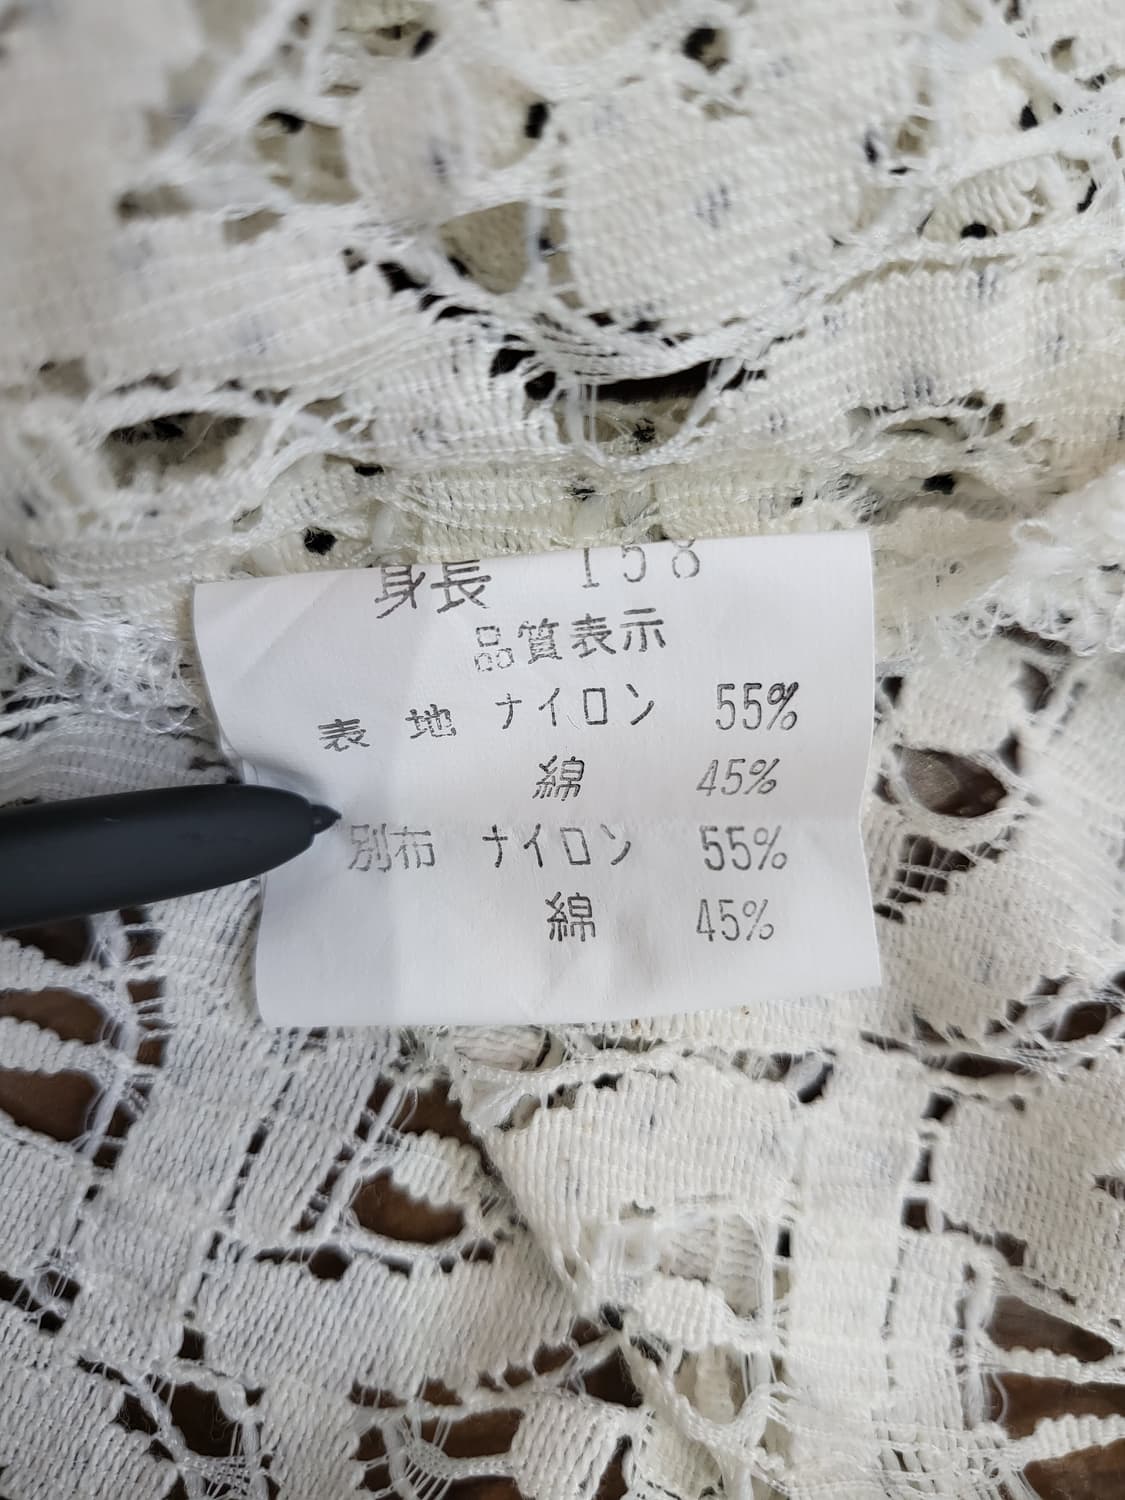 身長 158
品質表示
表地 ナイロン 55%
綿 45%
別布 ナイロン 55%
綿 45%